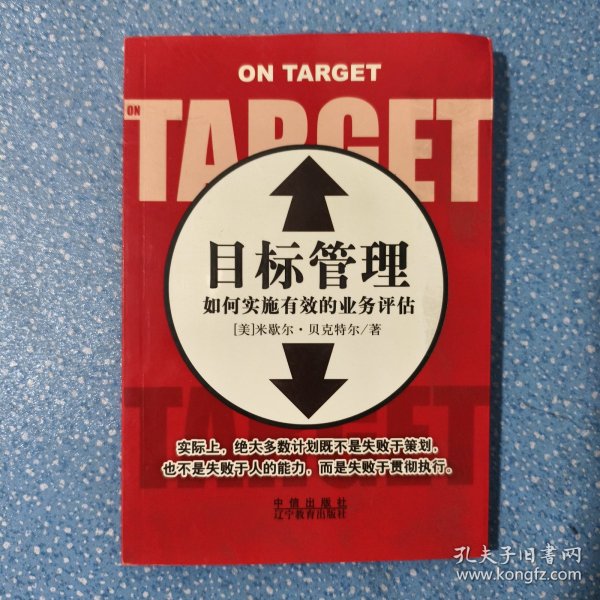 ON TARGET
ON
TARGET
目标管理
如何实施有效的业务评估
[美]米歇尔·贝克特尔/著
TARGET
实际上，绝大多数计划既不是失败于策划，
也不是失败于人的能力，而是失败于贯彻执行。
中信出版社
辽宁教育出版社
孔夫子旧书网
www.kongfz.com